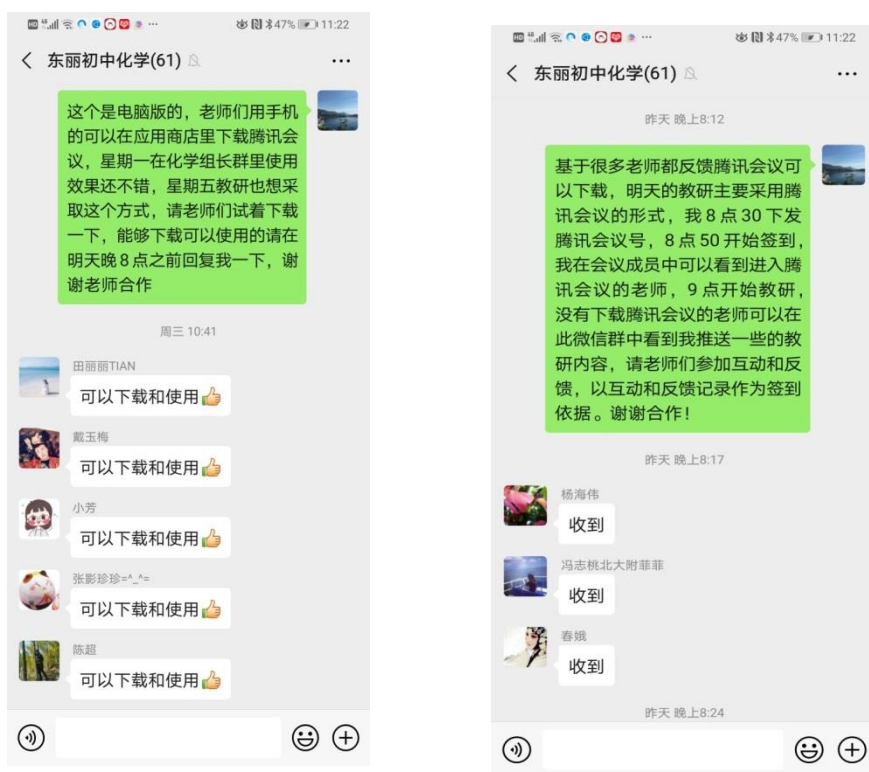 47% 11:22
东丽初中化学(61)
这个是电脑版的，老师们用手机
的可以在应用商店里下载腾讯会
议，星期一在化学组长群里使用
效果还不错，星期五教研也想采
取这个方式，请老师们试着下载
一下，能够下载可以使用的请在
明天晚8点之前回复我一下，谢
谢老师合作
周三 10:41
田丽丽TIAN
可以下载和使用👍
戴玉梅
可以下载和使用👍
小芳
可以下载和使用👍
张影珍珍=^_^=
可以下载和使用👍
陈超
可以下载和使用👍
47% 11:22
东丽初中化学(61)
昨天 晚上8:12
基于很多老师都反馈腾讯会议可
以下载，明天的教研主要采用腾
讯会议的形式，我8点30下发
腾讯会议号，8点50开始签到，
我在会议成员中可以看到进入腾
讯会议的老师，9点开始教研，
没有下载腾讯会议的老师可以在
此微信群中看到我推送一些的教
研内容，请老师们参加互动和反
馈，以互动和反馈记录作为签到
依据。谢谢合作！
昨天 晚上8:17
杨海伟
收到
冯志桃北大附菲菲
收到
春娥
收到
昨天 晚上8:24